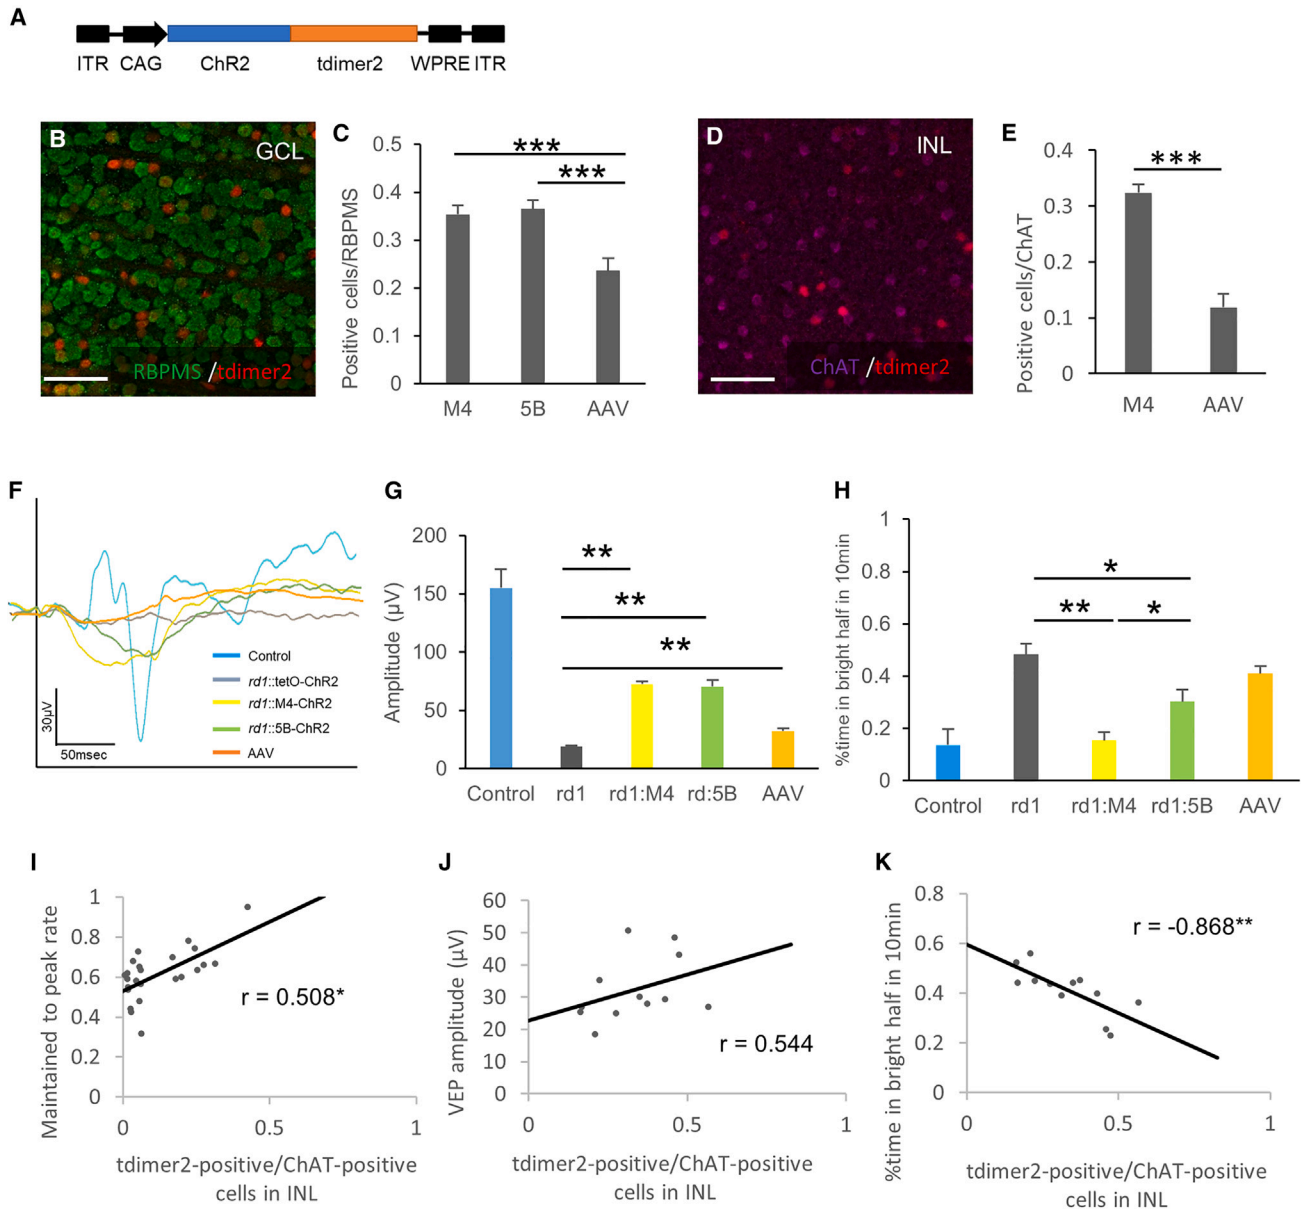 A
ITR CAG ChR2 tdimer2 WPRE ITR
B
GCL
RBPMS /tdimer2
C
Positive cells/RBPMS
0.5
0.4
0.3
0.2
0.1
0
***
***
M4 5B AAV
D
INL
ChAT /tdimer2
E
Positive cells/ChAT
0.4
0.3
0.2
0.1
0
***
M4 AAV
F
Control
rd1::tetO-ChR2
rd1::M4-ChR2
rd1::5B-ChR2
AAV
30µV
50msec
G
Amplitude (µV)
200
150
100
50
0
**
**
**
Control rd1 rd1:M4 rd:5B AAV
H
%time in bright half in 10min
1
0.8
0.6
0.4
0.2
0
*
** *
Control rd1 rd1:M4 rd1:5B AAV
I
Maintained to peak rate
1
0.8
0.6
0.4
0.2
0
r = 0.508*
0 0.5 1
tdimer2-positive/ChAT-positive
cells in INL
J
VEP amplitude (µV)
60
50
40
30
20
10
0
r = 0.544
0 0.5 1
tdimer2-positive/ChAT-positive
cells in INL
K
%time in bright half in 10min
0.8
0.6
0.4
0.2
0
r = -0.868**
0 0.5 1
tdimer2-positive/ChAT-positive
cells in INL